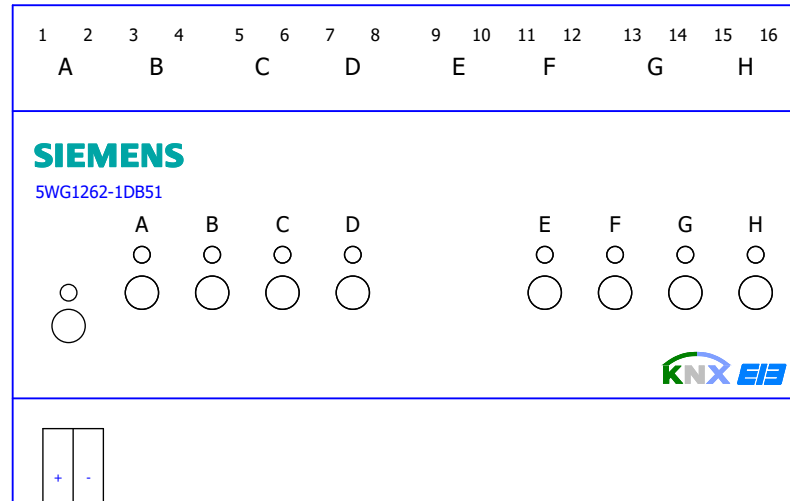 1 2 3 4 5 6 7 8 9 10 11 12 13 14 15 16
A B C D E F G H
SIEMENS
5WG1262-1DB51
A B C D E F G H
KNX EIB
+ -